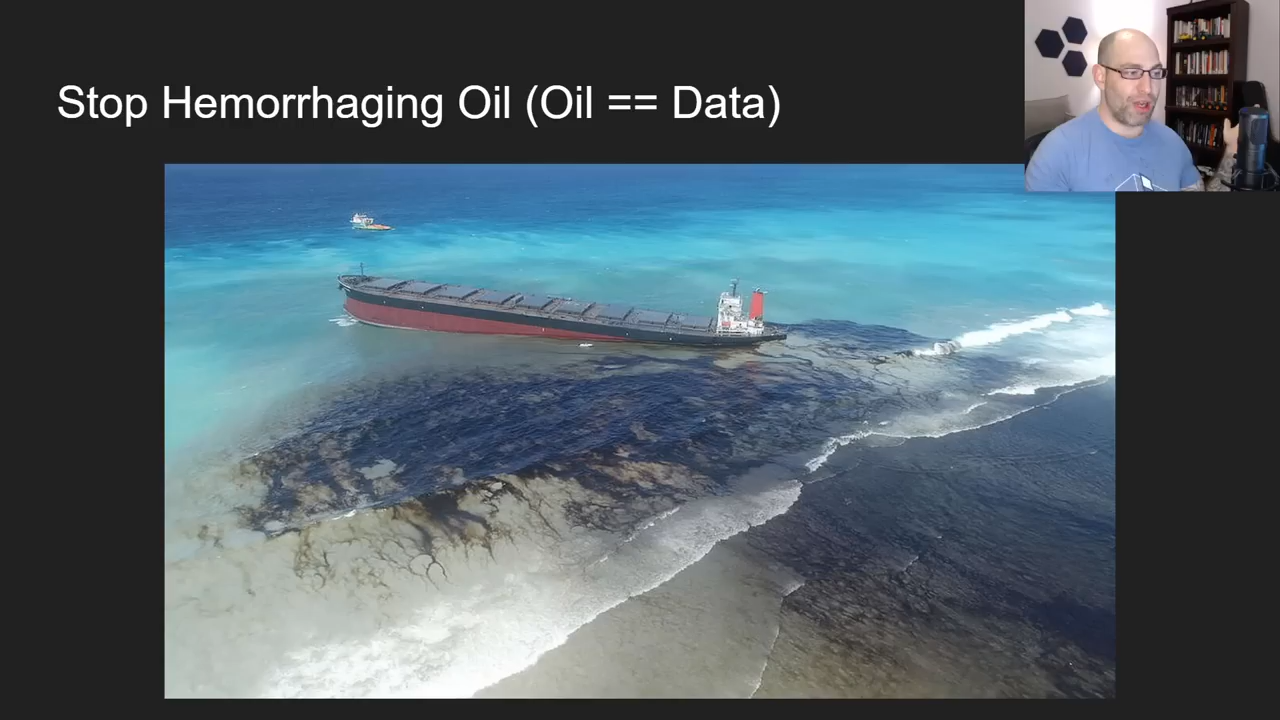 Stop Hemorrhaging Oil (Oil == Data)